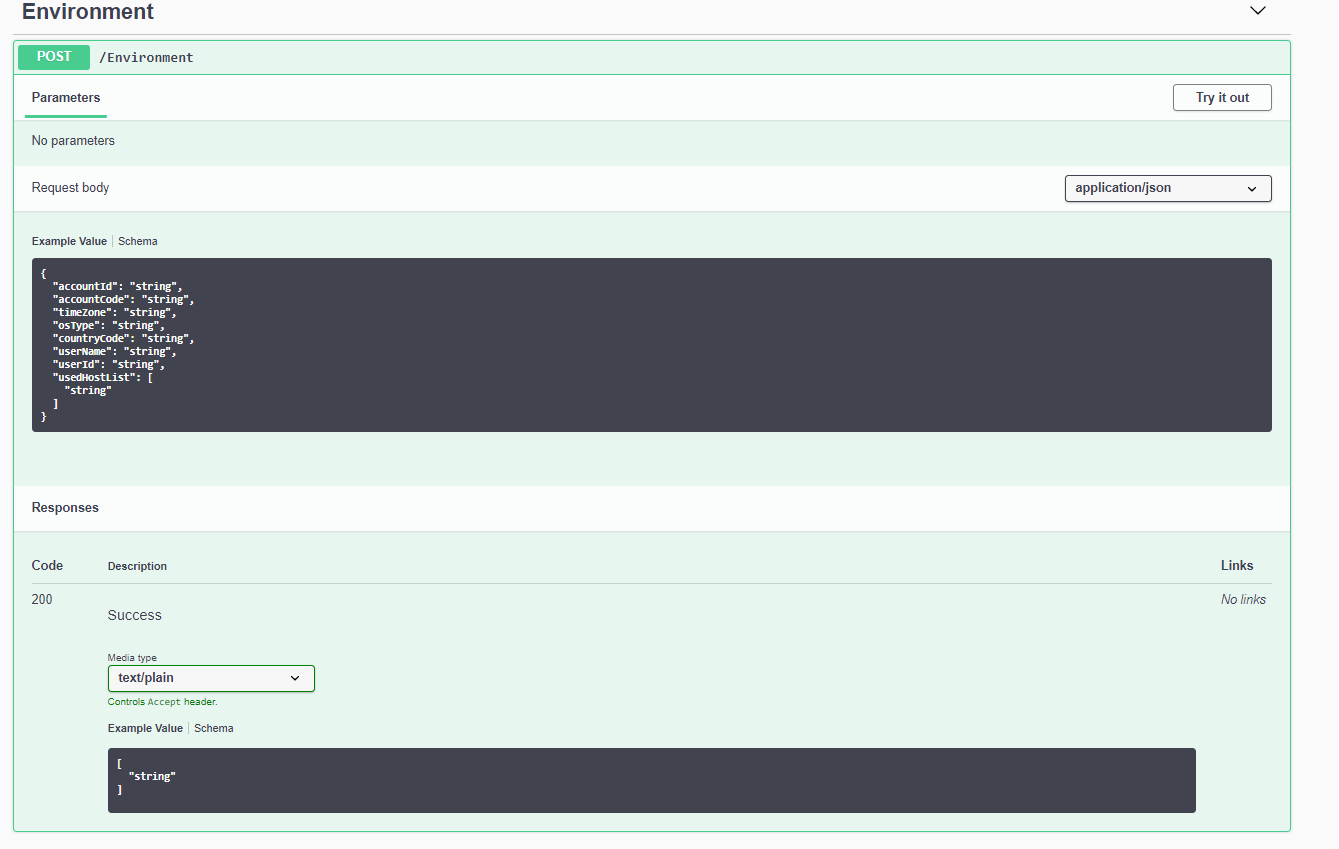 Environment
POST /Environment
Parameters
Try it out
No parameters
Request body
application/json
Example Value Schema
{
"accountId": "string",
"accountCode": "string",
"timeZone": "string",
"osType": "string",
"countryCode": "string",
"userName": "string",
"userId": "string",
"usedHostList": [
"string"
]
}
Responses
Code Description Links
200 Success No links
Media type
text/plain
Controls Accept header.
Example Value Schema
[
"string"
]